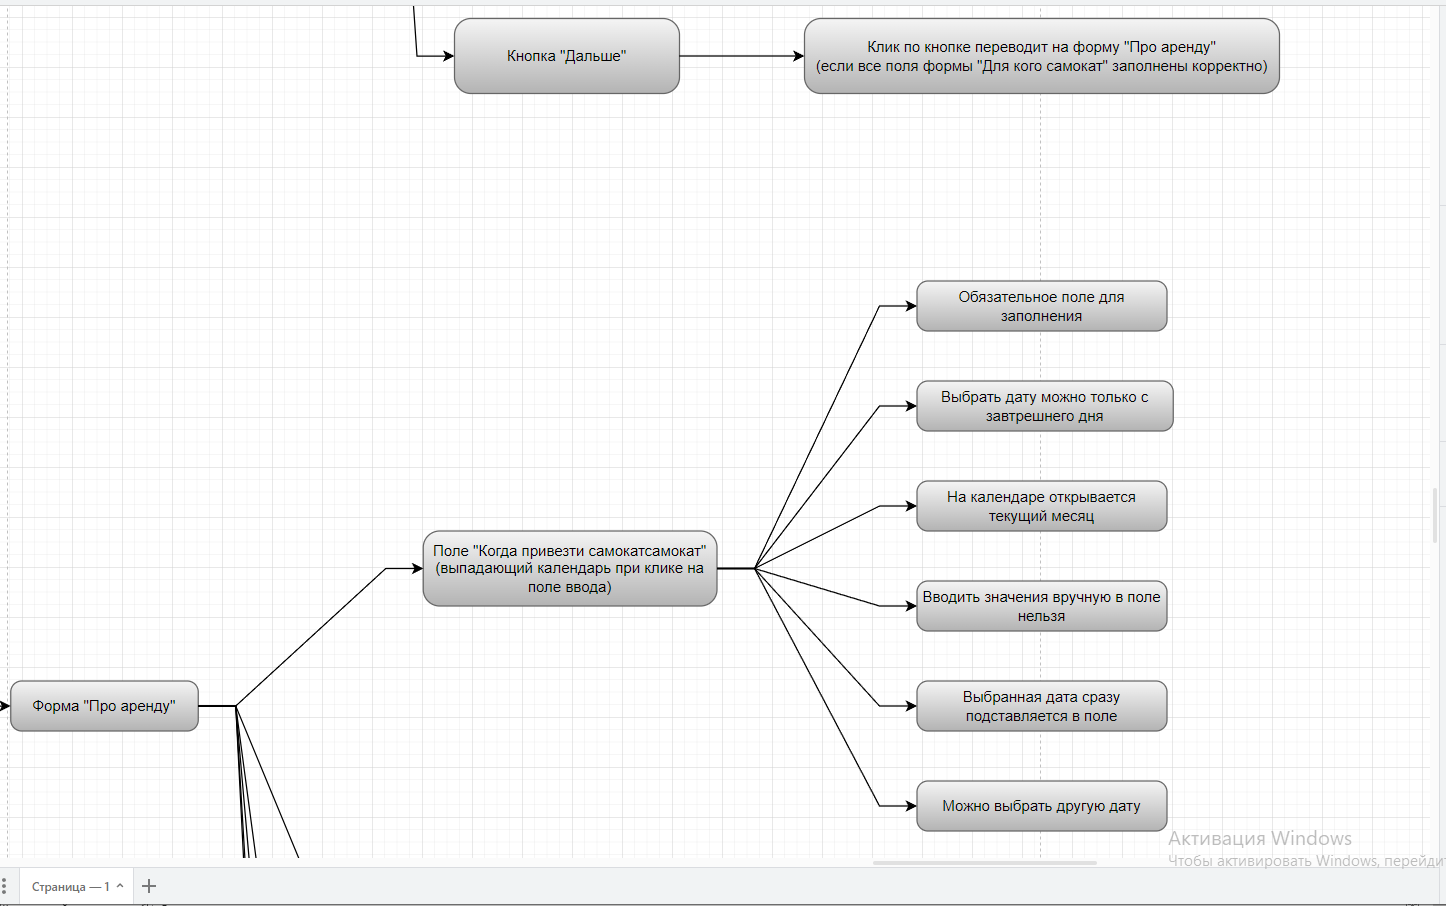 Кнопка "Дальше"
Клик по кнопке переводит на форму "Про аренду"
(если все поля формы "Для кого самокат" заполнены корректно)
Обязательное поле для
заполнения
Выбрать дату можно только с
завтрешнего дня
На календаре открывается
текущий месяц
Поле "Когда привезти самокатсамокат"
(выпадающий календарь при клике на
поле ввода)
Вводить значения вручную в поле
нельзя
Форма "Про аренду"
Выбранная дата сразу
подставляется в поле
Можно выбрать другую дату
Активация Windows
Чтобы активировать Windows,
Страница — 1